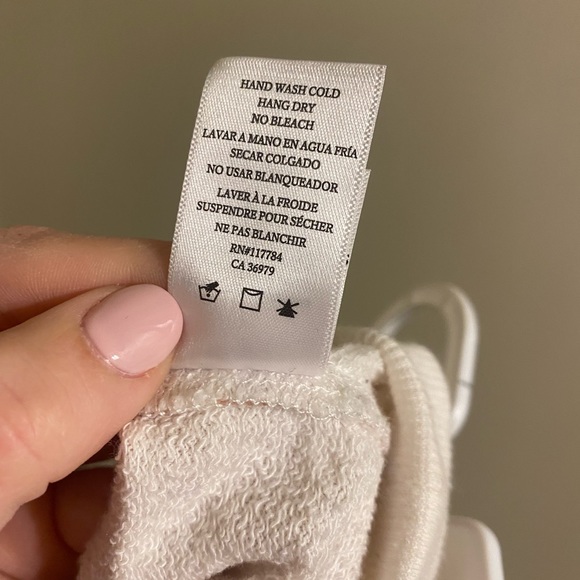 HAND WASH COLD
HANG DRY
NO BLEACH
LAVAR A MANO EN AGUA FRÍA
SECAR COLGADO
NO USAR BLANQUEADOR
LAVER À LA FROIDE
SUSPENDRE POUR SÉCHER
NE PAS BLANCHIR
RN#117784
CA 36979